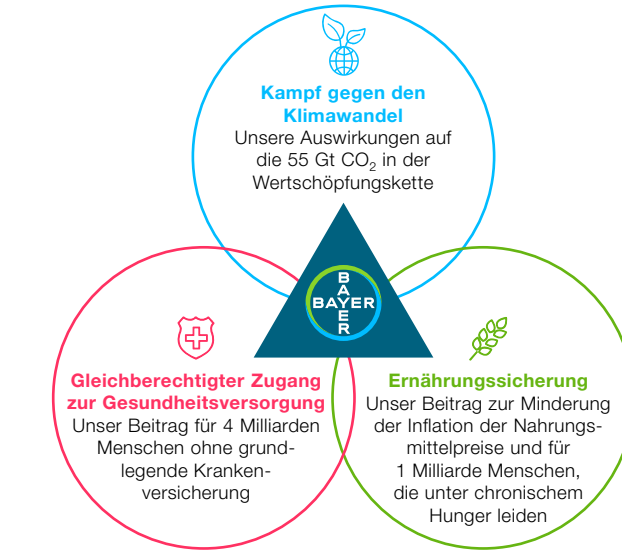 Kampf gegen den
Klimawandel
Unsere Auswirkungen auf
die 55 Gt CO₂ in der
Wertschöpfungskette
BAYER
BAYER
Gleichberechtigter Zugang
zur Gesundheitsversorgung
Unser Beitrag für 4 Milliarden
Menschen ohne grund-
legende Kranken-
versicherung
Ernährungssicherung
Unser Beitrag zur Minderung
der Inflation der Nahrungs-
mittelpreise und für
1 Milliarde Menschen,
die unter chronischem
Hunger leiden